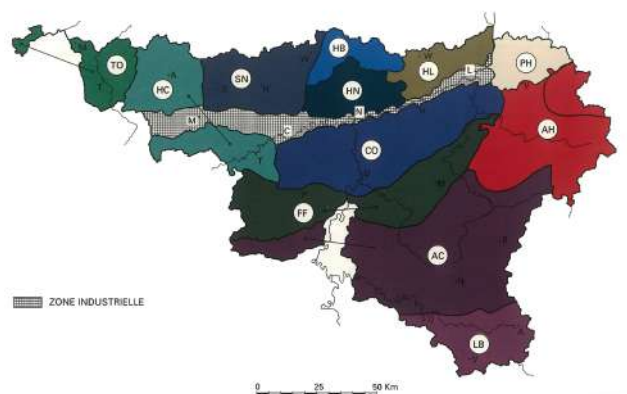 HB
TO
HC
SN
HN
HL
L
PH
N
M
C
CO
AH
FF
AC
ZONE INDUSTRIELLE
LB
0 25 50 Km